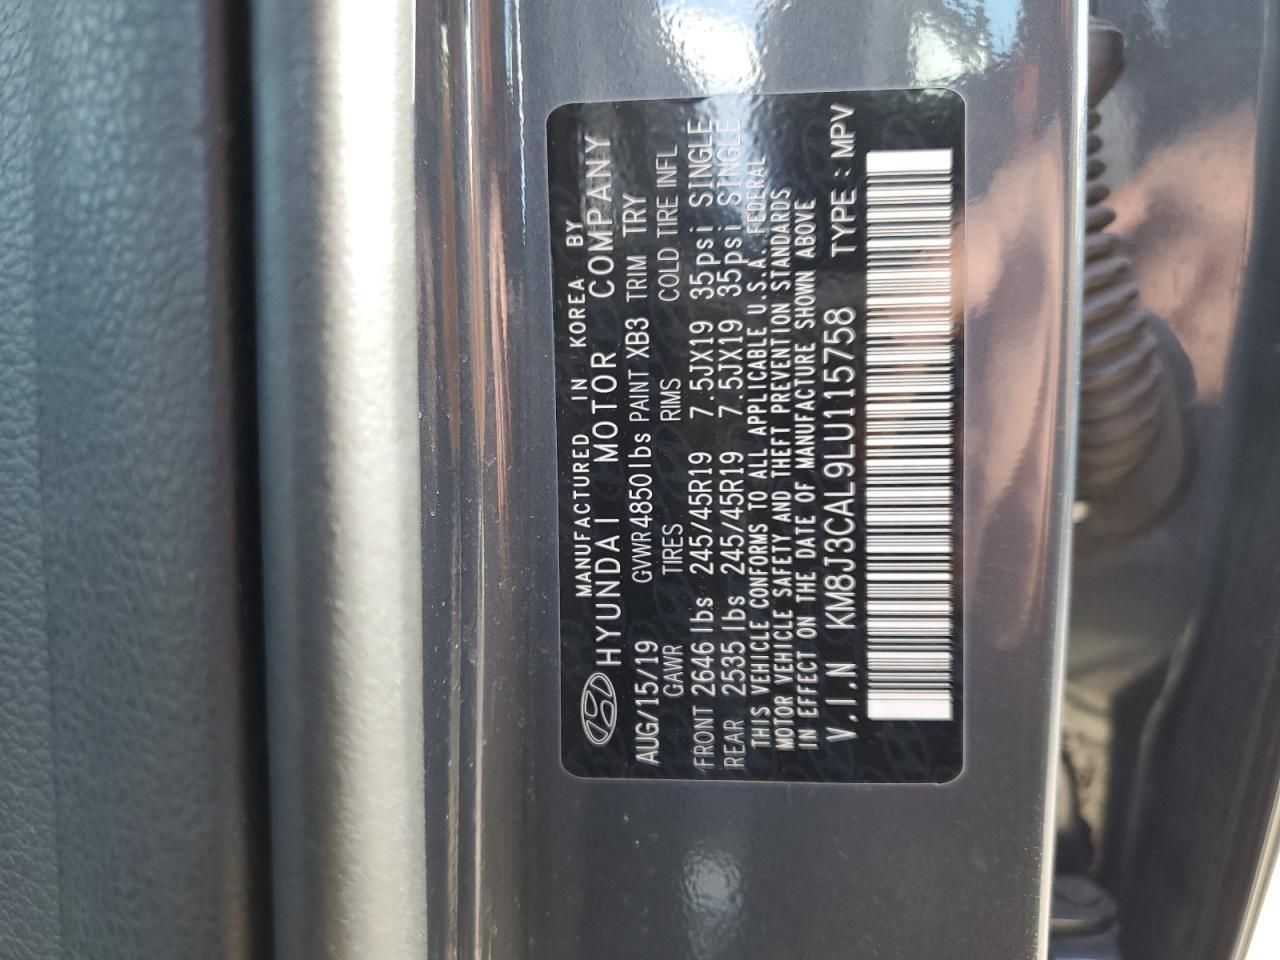 MANUFACTURED IN KOREA BY
HYUNDAI MOTOR COMPANY
AUG/15/19 GVWR 4850lbs PAINT XB3 TRIM TRY
GAWR TIRES RIMS COLD TIRE INFL
FRONT 2646 lbs 245/45R19 7.5JX19 35psi SINGLE
REAR 2535 lbs 245/45R19 7.5JX19 35psi SINGLE
THIS VEHICLE CONFORMS TO ALL APPLICABLE U.S.A. FEDERAL
MOTOR VEHICLE SAFETY AND THEFT PREVENTION STANDARDS
IN EFFECT ON THE DATE OF MANUFACTURE SHOWN ABOVE
V.I.N KM8J3CAL9LU115758 TYPE : MPV